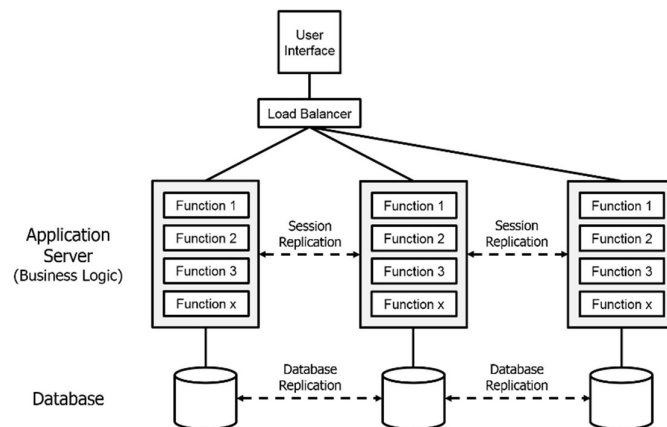 User
Interface
Load Balancer
Application
Server
(Business Logic)
Function 1
Function 2
Function 3
Function x
Session
Replication
Function 1
Function 2
Function 3
Function x
Session
Replication
Function 1
Function 2
Function 3
Function x
Database
Database
Replication
Database
Replication